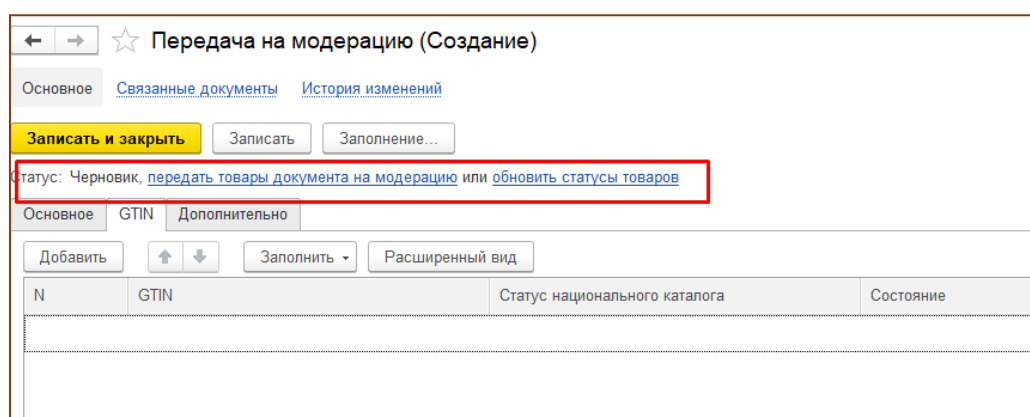 Передача на модерацию (Создание)
Основное Связанные документы История изменений
Записать и закрыть Записать Заполнение...
Статус: Черновик, передать товары документа на модерацию или обновить статусы товаров
Основное GTIN Дополнительно
Добавить Заполнить Расширенный вид
N GTIN Статус национального каталога Состояние